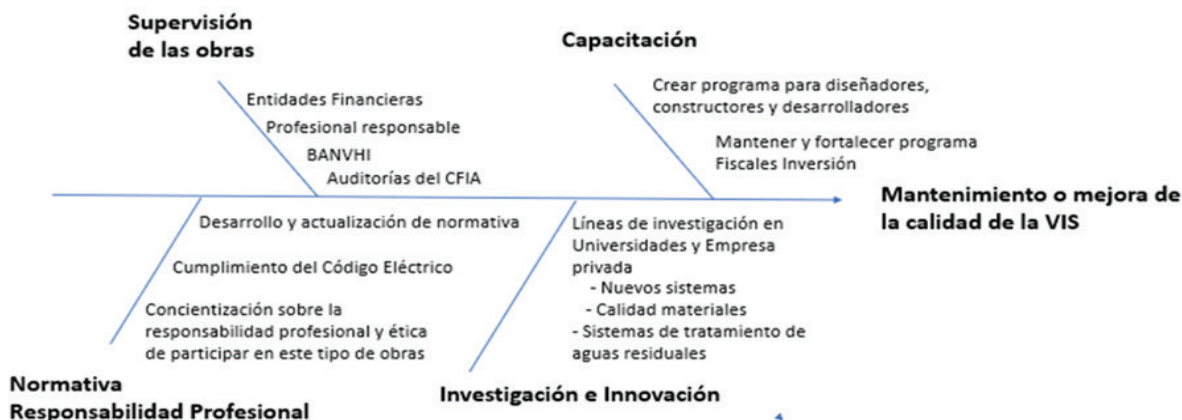 Supervisión
de las obras
Entidades Financieras
Profesional responsable
BANVHI
Auditorías del CFIA
Capacitación
Crear programa para diseñadores,
constructores y desarrolladores
Mantener y fortalecer programa
Fiscales Inversión
Mantenimiento o mejora de
la calidad de la VIS
Desarrollo y actualización de normativa
Cumplimiento del Código Eléctrico
Concientización sobre la
responsabilidad profesional y ética
de participar en este tipo de obras
Normativa
Responsabilidad Profesional
Líneas de investigación en
Universidades y Empresa
privada
- Nuevos sistemas
- Calidad materiales
- Sistemas de tratamiento de
aguas residuales
Investigación e Innovación